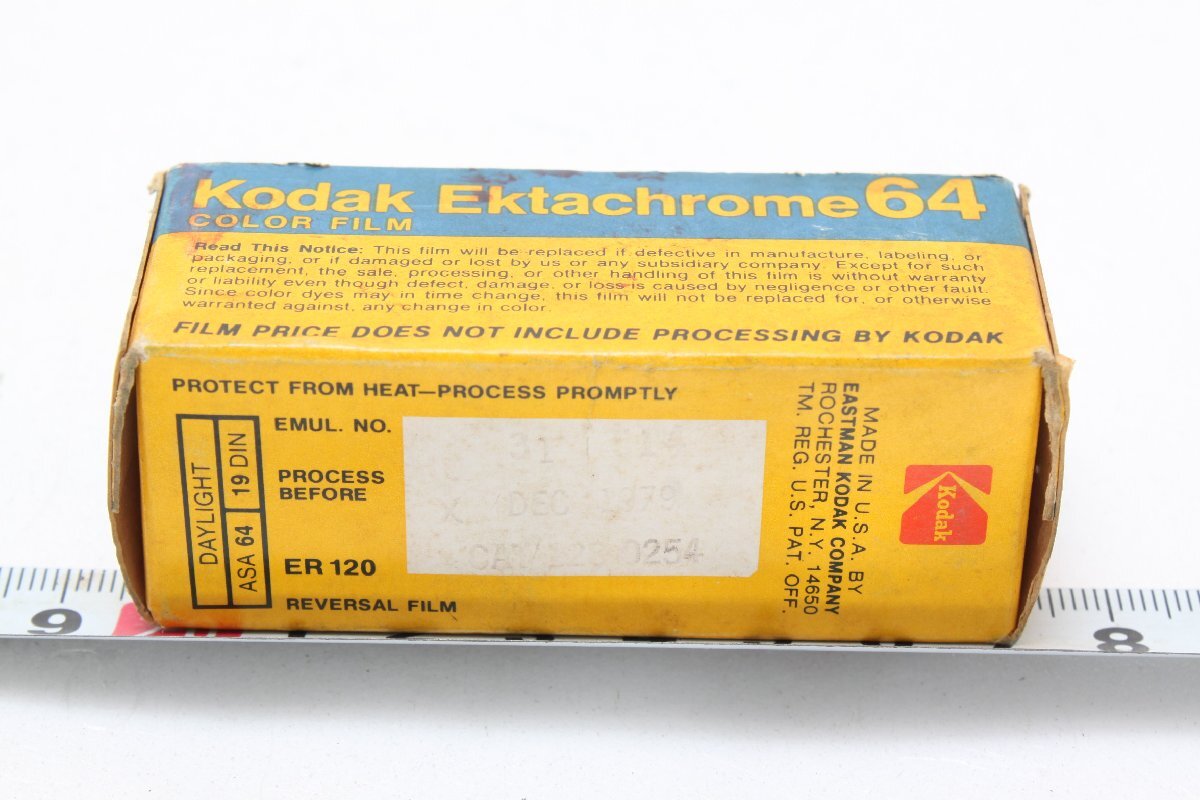 Kodak Ektachrome 64
COLOR FILM
Read This Notice: This film will be replaced if defective in manufacture, labeling, or
packaging, or if damaged or lost by us or any subsidiary company. Except for such
replacement, the sale, processing, or other handling of this film is without warranty
or liability even though defect, damage, or loss is caused by negligence or other fault.
Since color dyes may in time change, this film will not be replaced for, or otherwise
warranted against, any change in color.
FILM PRICE DOES NOT INCLUDE PROCESSING BY KODAK
PROTECT FROM HEAT—PROCESS PROMPTLY
DAYLIGHT
ASA 64 19 DIN
EMUL. NO.
PROCESS
BEFORE
DEC
0254
ER 120
REVERSAL FILM
MADE IN U.S.A. BY
EASTMAN KODAK COMPANY
ROCHESTER, N.Y. 14650
TM. REG. U.S. PAT. OFF.
Kodak
9
8